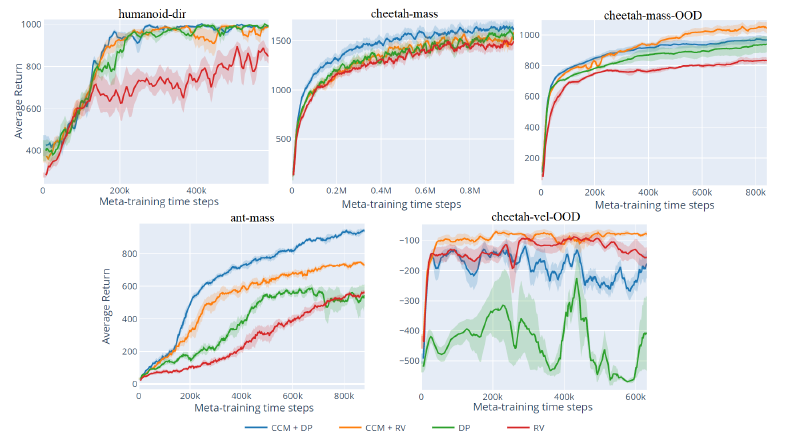 humanoid-dir
cheetah-mass
cheetah-mass-OOD
Average Return
1000
800
600
400
0
200k
400k
Meta-training time steps
1500
1000
500
0
0.2M
0.4M
0.6M
0.8M
Meta-training time steps
1000
800
600
400
200
0
200k
400k
600k
800k
Meta-training time steps
ant-mass
cheetah-vel-OOD
Average Return
800
600
400
200
0
0
200k
400k
600k
800k
Meta-training time steps
−100
−200
−300
−400
−500
0
200k
400k
600k
Meta-training time steps
CCM + DP
CCM + RV
DP
RV